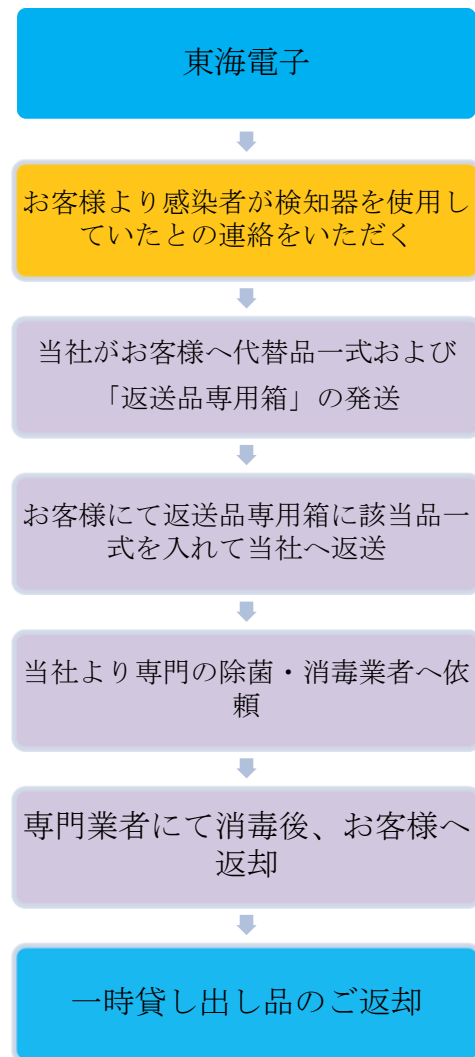 東海電子
お客様より感染者が検知器を使用し
ていたとの連絡をいただく
当社がお客様へ代替品一式および
「返送品専用箱」の発送
お客様にて返送品専用箱に該当品一
式を入れて当社へ返送
当社より専門の除菌・消毒業者へ依
頼
専門業者にて消毒後、お客様へ
返却
一時貸し出し品のご返却